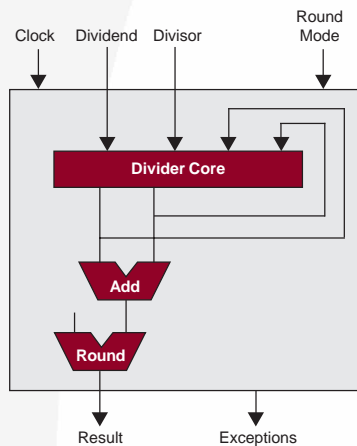 Round
Mode
Clock
Dividend
Divisor
Divider Core
Add
Round
Result
Exceptions